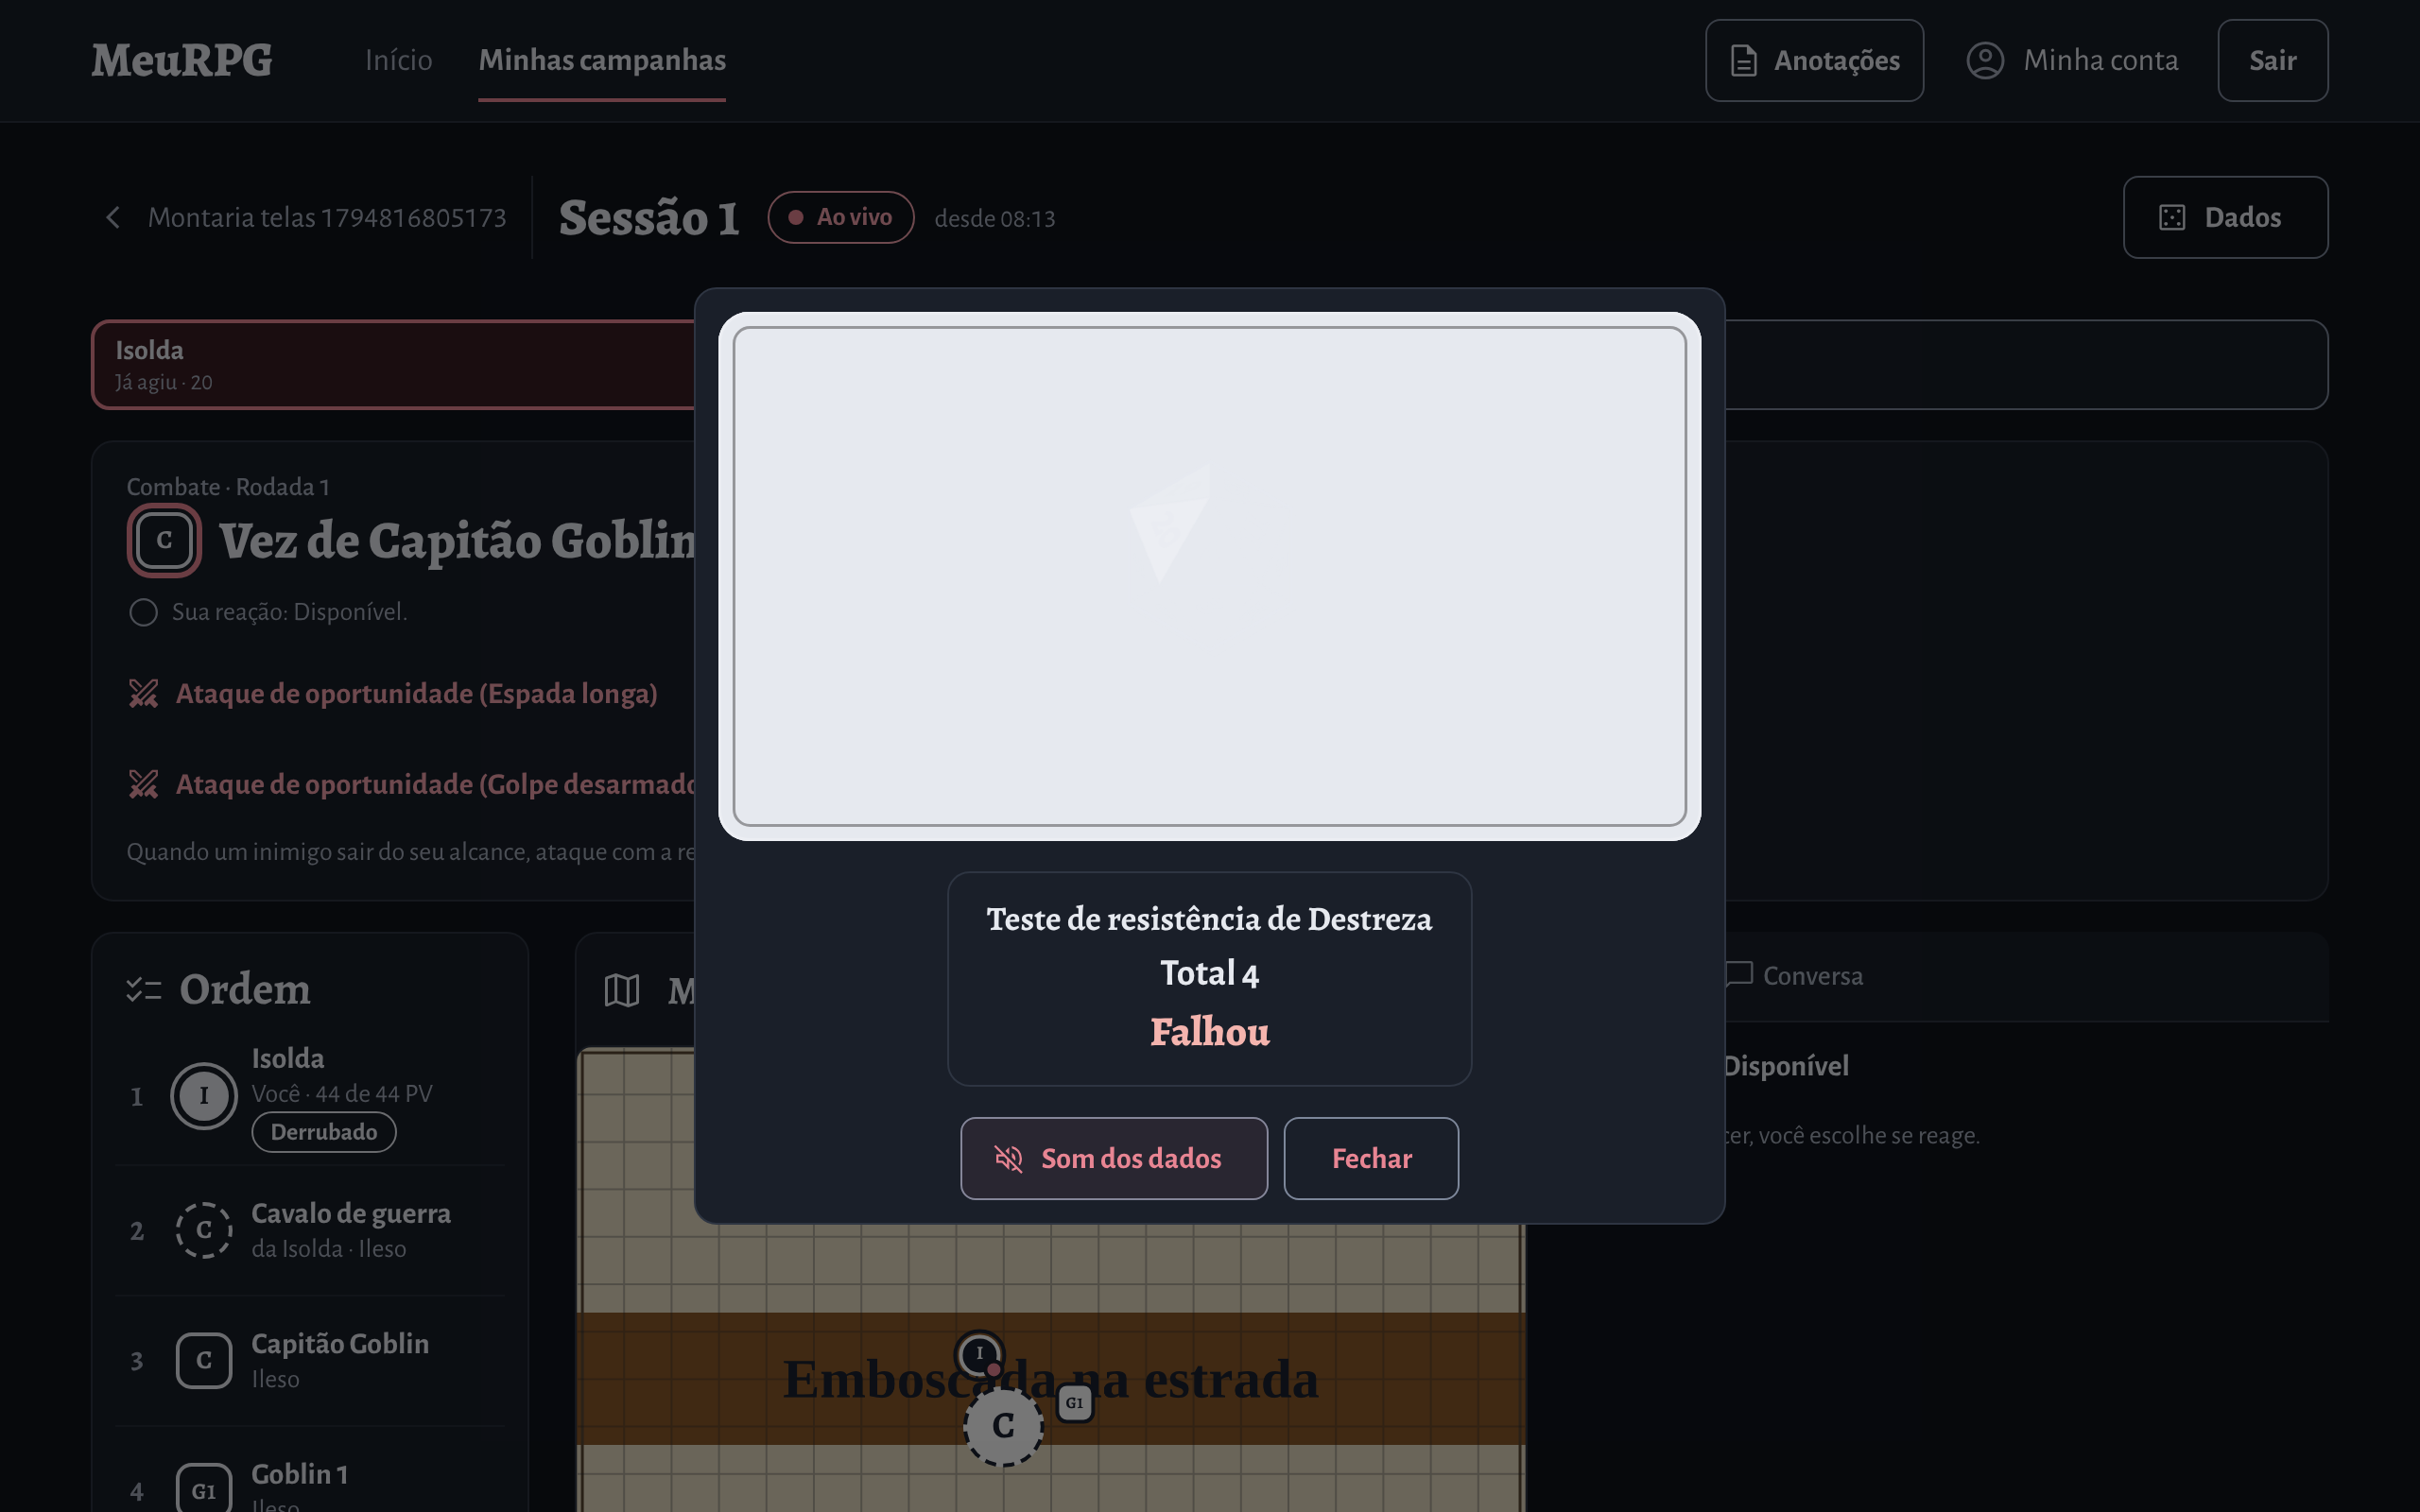 MeuRPG
Início
Minhas campanhas
Anotações
Minha conta
Sair
Montaria telas 1794816805173
Sessão 1
Ao vivo
desde 08:13
Dados
Isolda
Já agiu · 20
Combate · Rodada 1
C
Vez de Capitão Goblin
Sua reação: Disponível.
Ataque de oportunidade (Espada longa)
Ataque de oportunidade (Golpe desarmado
Quando um inimigo sair do seu alcance, ataque com a re
Teste de resistência de Destreza
Total 4
Falhou
Som dos dados
Fechar
Ordem
1
I
Isolda
Você · 44 de 44 PV
Derrubado
2
C
Cavalo de guerra
da Isolda · Ileso
3
C
Capitão Goblin
Ileso
4
G1
Goblin 1
Ileso
M
Emboscada na estrada
I
C
G1
Conversa
Disponível
cer, você escolhe se reage.